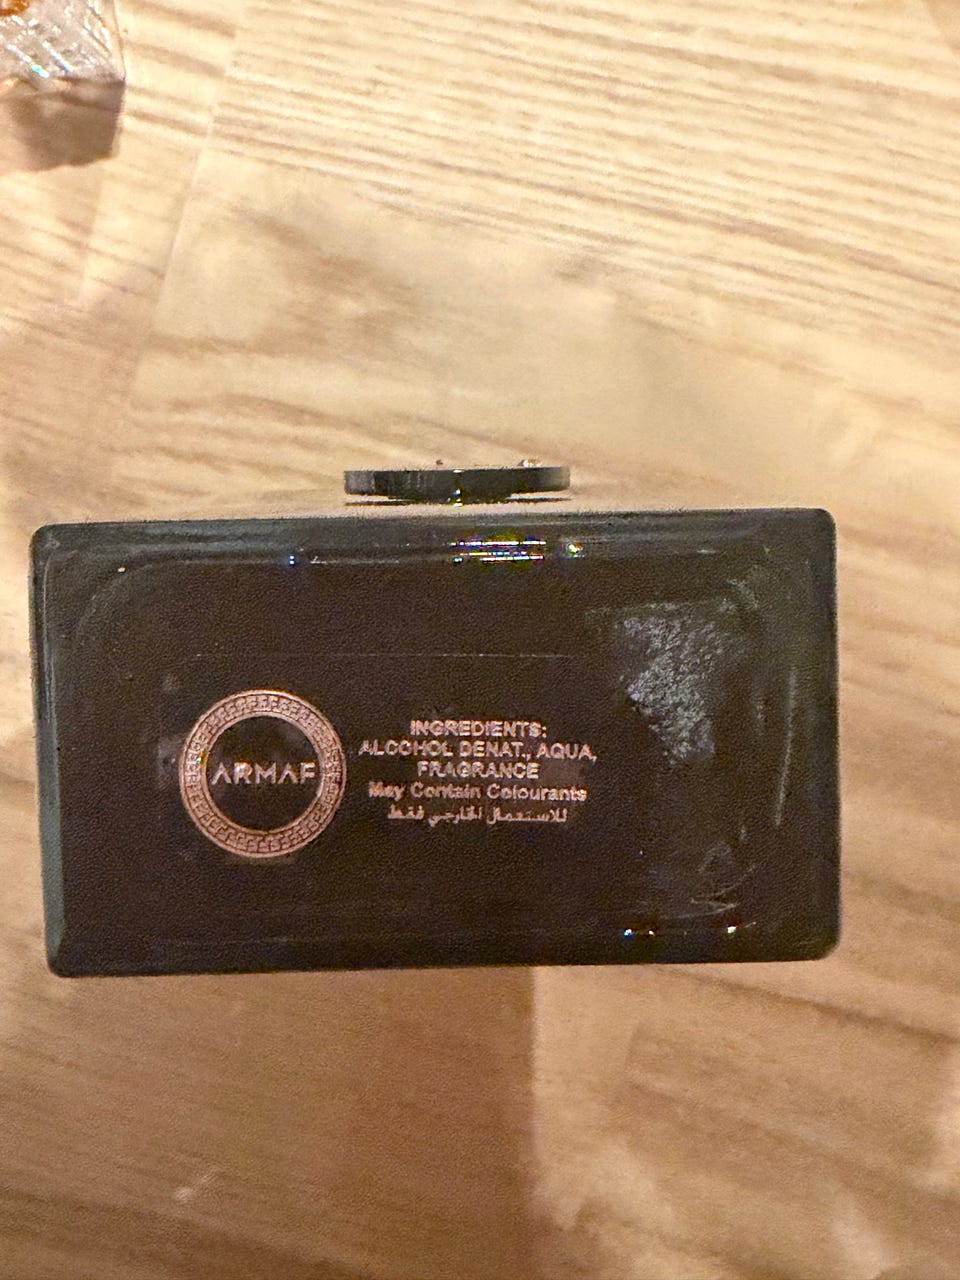 ARMAF
INGREDIENTS:
ALCOHOL DENAT., AQUA,
FRAGRANCE
May Contain Colourants
للاستعمال الخارجي فقط